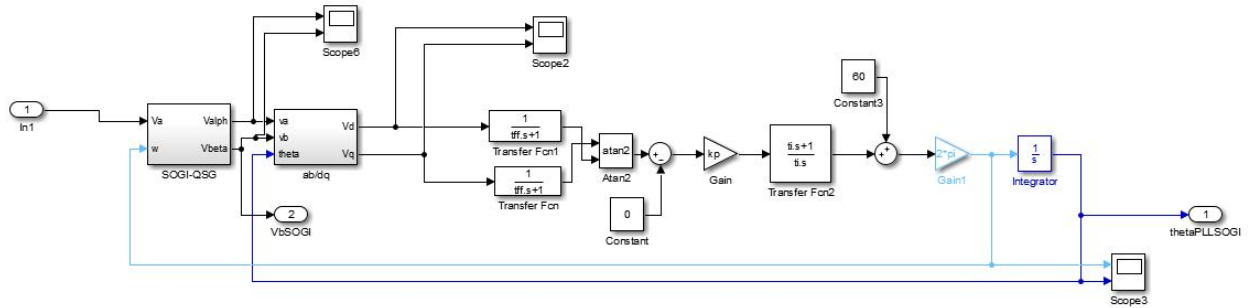 1
In1
Va
w
Valph
Vbeta
SOGI-QSG
Scope6
va
vb
theta
Vd
Vq
ab/dq
2
VbSOGI
Scope2
1
tff.s+1
Transfer Fcn1
1
tff.s+1
Transfer Fcn
atan2
Atan2
0
Constant
kp
Gain
ti.s+1
ti.s
Transfer Fcn2
60
Constant3
2*pi
Gain1
1
s
Integrator
1
thetaPLLSOGI
Scope3